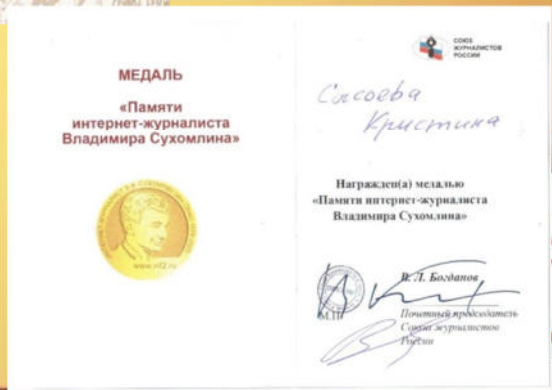 МЕДАЛЬ
«Памяти
интернет-журналиста
Владимира Сухомлина»
www.vif2.ru
СОЮЗ
ЖУРНАЛИСТОВ
РОССИИ
Сысоева
Кристина
Награжден(а) медалью
«Памяти интернет-журналиста
Владимира Сухомлина»
В. Л. Богданов
М.П.
Почетный председатель
Союза журналистов
России